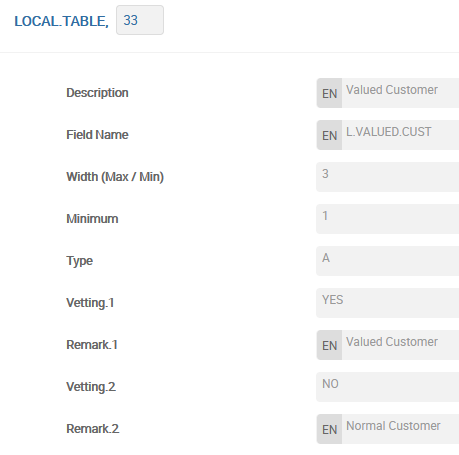 LOCAL.TABLE, 33
Description EN Valued Customer
Field Name EN L.VALUED.CUST
Width (Max / Min) 3
Minimum 1
Type A
Vetting.1 YES
Remark.1 EN Valued Customer
Vetting.2 NO
Remark.2 EN Normal Customer